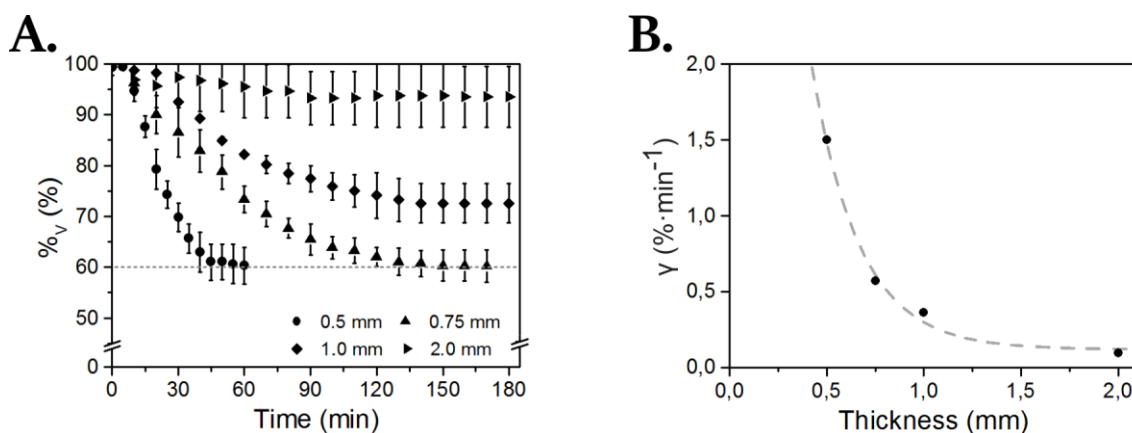 A.
%V (%)
100
90
80
70
60
50
0
0 30 60 90 120 150 180
Time (min)
0.5 mm
0.75 mm
1.0 mm
2.0 mm
B.
γ (%·min⁻¹)
2,0
1,5
1,0
0,5
0,0
0,0 0,5 1,0 1,5 2,0
Thickness (mm)